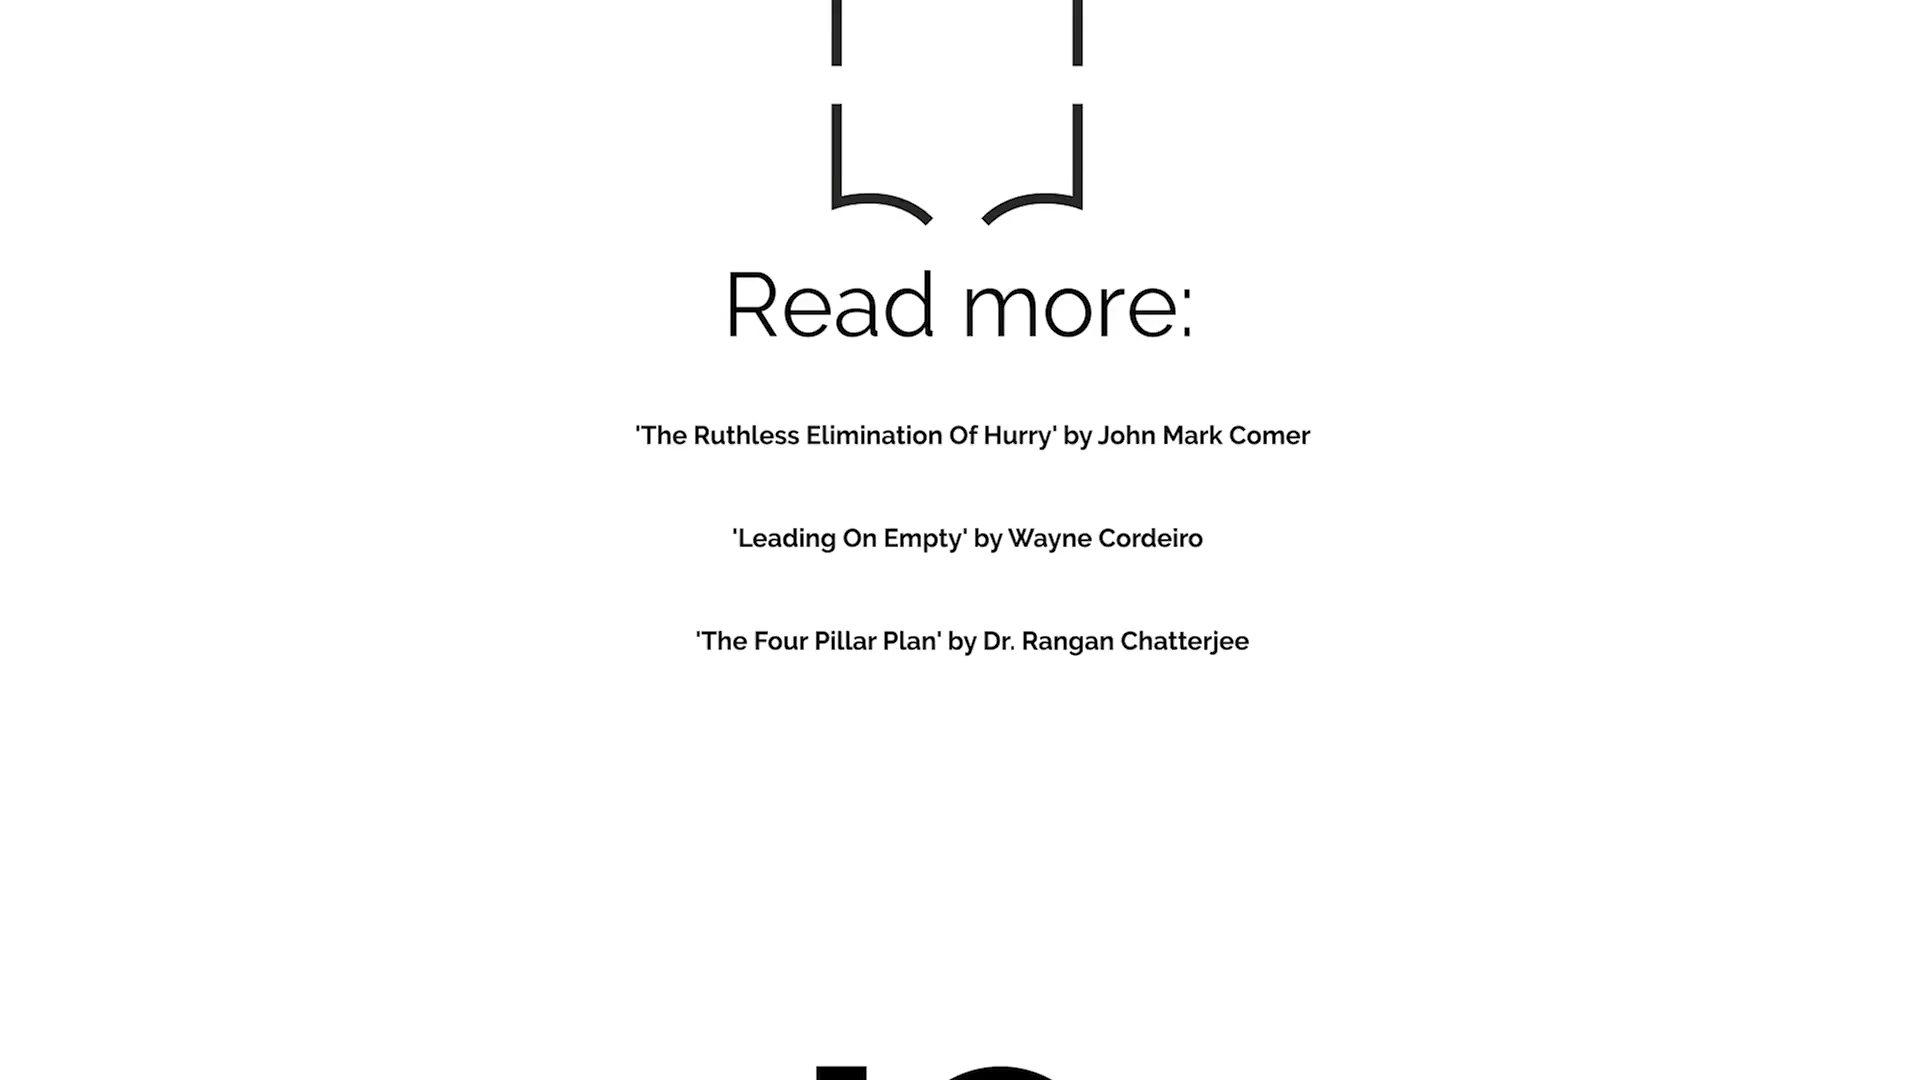 Read more:
'The Ruthless Elimination Of Hurry' by John Mark Comer
'Leading On Empty' by Wayne Cordeiro
'The Four Pillar Plan' by Dr. Rangan Chatterjee